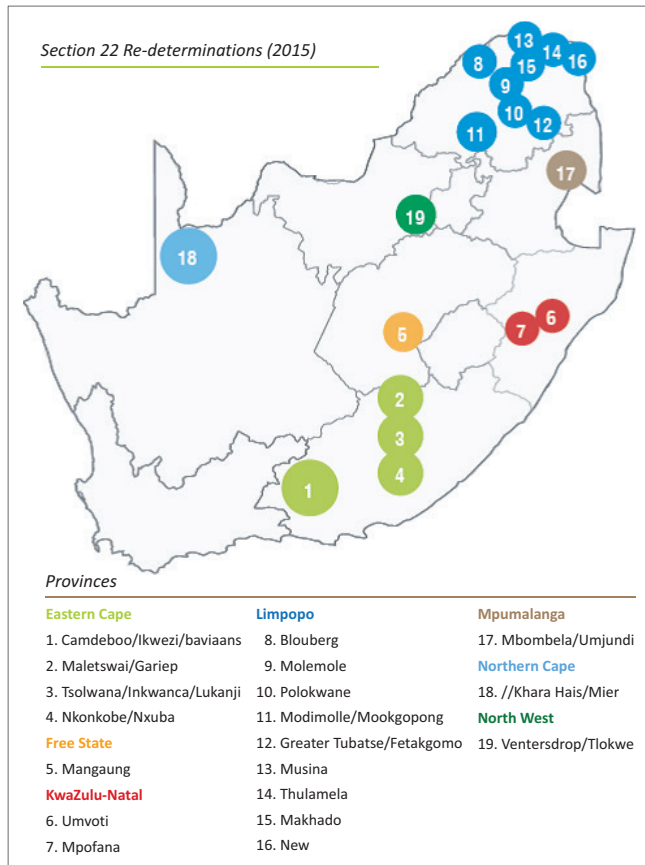 Section 22 Re-determinations (2015)
13
14
16
8
15
9
10
12
11
17
19
18
6
7
5
2
3
4
1
Provinces
Eastern Cape
1. Camdeboo/Ikwezi/baviaans
2. Maletswai/Gariep
3. Tsolwana/Inkwanca/Lukanji
4. Nkonkobe/Nxuba
Free State
5. Mangaung
KwaZulu-Natal
6. Umvoti
7. Mpofana
Limpopo
8. Blouberg
9. Molemole
10. Polokwane
11. Modimolle/Mookgopong
12. Greater Tubatse/Fetakgomo
13. Musina
14. Thulamela
15. Makhado
16. New
Mpumalanga
17. Mbombela/Umjundi
Northern Cape
18. //Khara Hais/Mier
North West
19. Ventersdrop/Tlokwe